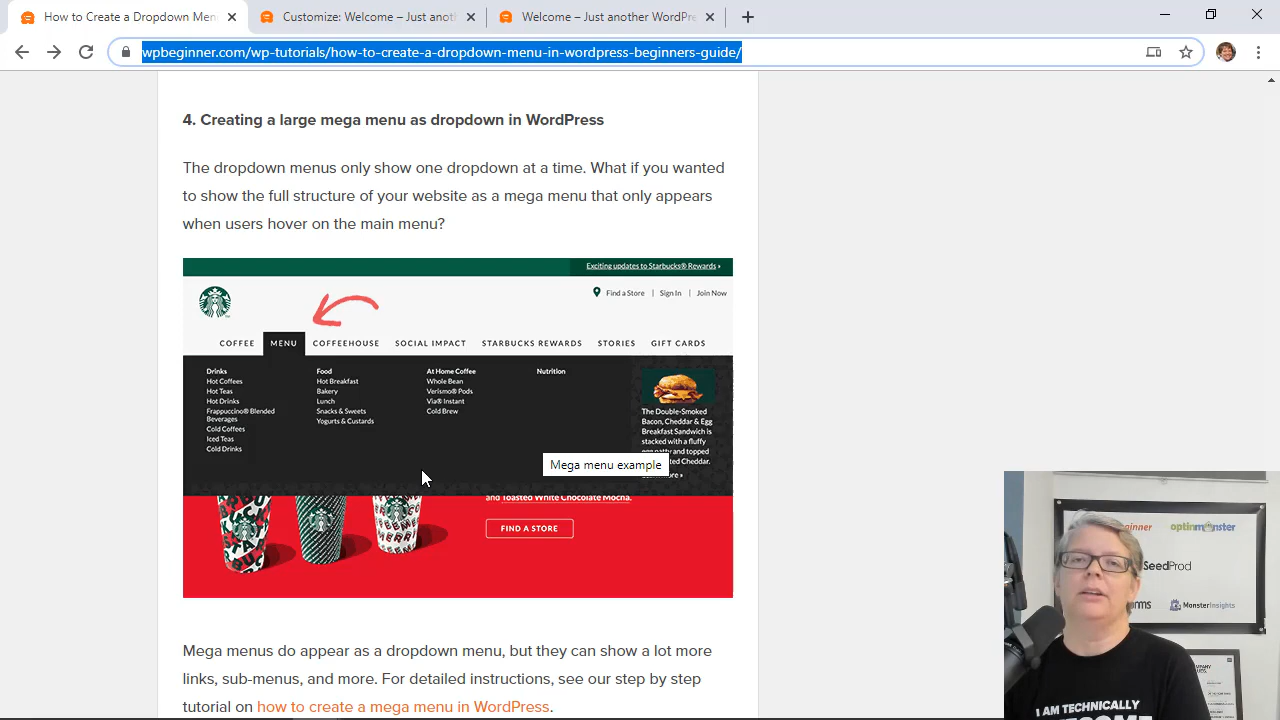 How to Create a Dropdown Men
Customize: Welcome – Just anot
Welcome – Just another WordPre
wpbeginner.com/wp-tutorials/how-to-create-a-dropdown-menu-in-wordpress-beginners-guide/
4. Creating a large mega menu as dropdown in WordPress
The dropdown menus only show one dropdown at a time. What if you wanted
to show the full structure of your website as a mega menu that only appears
when users hover on the main menu?
Exciting updates to Starbucks® Rewards ›
Find a Store | Sign In | Join Now
COFFEE MENU COFFEEHOUSE SOCIAL IMPACT STARBUCKS REWARDS STORIES GIFT CARDS
Drinks
Hot Coffees
Hot Teas
Hot Drinks
Frappuccino® Blended
Beverages
Cold Coffees
Iced Teas
Cold Drinks
Food
Hot Breakfast
Bakery
Lunch
Snacks & Sweets
Yogurts & Custards
At Home Coffee
Whole Bean
Verismo® Pods
Via® Instant
Cold Brew
Nutrition
The Double-Smoked
Bacon, Cheddar & Egg
Breakfast Sandwich is
stacked with a fluffy
egg patty and topped
Cheddar.
Mega menu example
and Toasted White Chocolate Mocha.
FIND A STORE
Mega menus do appear as a dropdown menu, but they can show a lot more
links, sub-menus, and more. For detailed instructions, see our step by step
tutorial on how to create a mega menu in WordPress.
optinmonster
SeedProd
MonsterInsights
I AM TECHNICALLY